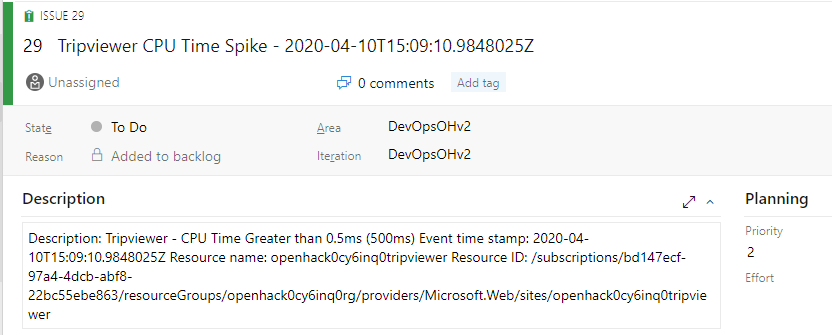 ISSUE 29
29 Tripviewer CPU Time Spike - 2020-04-10T15:09:10.9848025Z
Unassigned
0 comments
Add tag
State To Do
Area DevOpsOHv2
Reason Added to backlog
Iteration DevOpsOHv2
Description
Planning
Description: Tripviewer - CPU Time Greater than 0.5ms (500ms) Event time stamp: 2020-04-
10T15:09:10.9848025Z Resource name: openhack0cy6inq0tripviewer Resource ID: /subscriptions/bd147ecf-
97a4-4dcb-abf8-
22bc55ebe863/resourceGroups/openhack0cy6inq0rg/providers/Microsoft.Web/sites/openhack0cy6inq0tripvie
wer
Priority
2
Effort